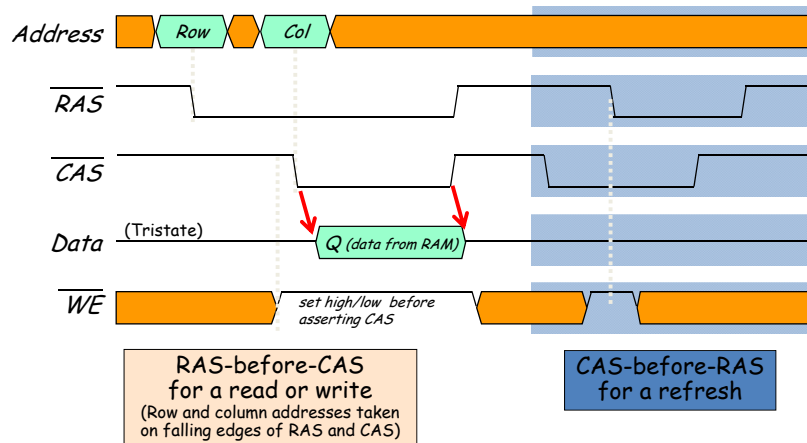 Address
Row
Col
RAS
CAS
Data
(Tristate)
Q (data from RAM)
WE
set high/low before
asserting CAS
RAS-before-CAS
for a read or write
(Row and column addresses taken
on falling edges of RAS and CAS)
CAS-before-RAS
for a refresh